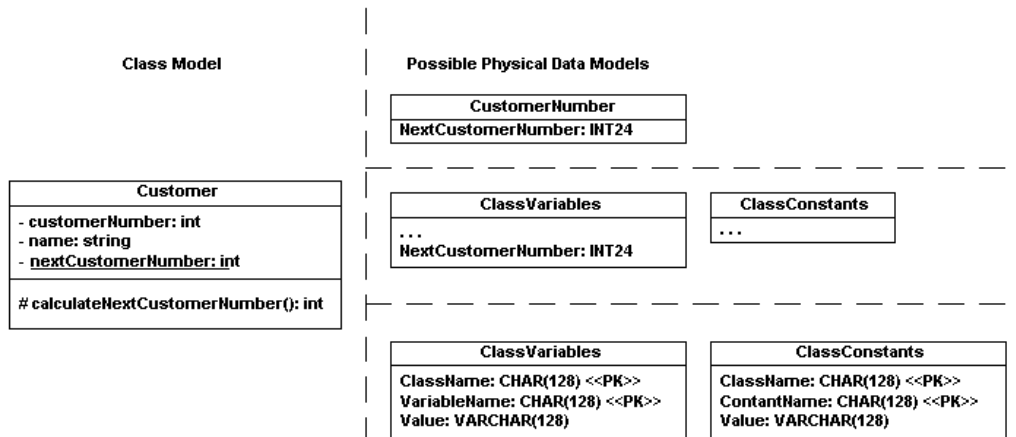 Class Model
Possible Physical Data Models
CustomerNumber
NextCustomerNumber: INT24
Customer
- customerNumber: int
- name: string
- nextCustomerNumber: int
# calculateNextCustomerNumber(): int
ClassVariables
. . .
NextCustomerNumber: INT24
ClassConstants
. . .
ClassVariables
ClassName: CHAR(128) <<PK>>
VariableName: CHAR(128) <<PK>>
Value: VARCHAR(128)
ClassConstants
ClassName: CHAR(128) <<PK>>
ContantName: CHAR(128) <<PK>>
Value: VARCHAR(128)